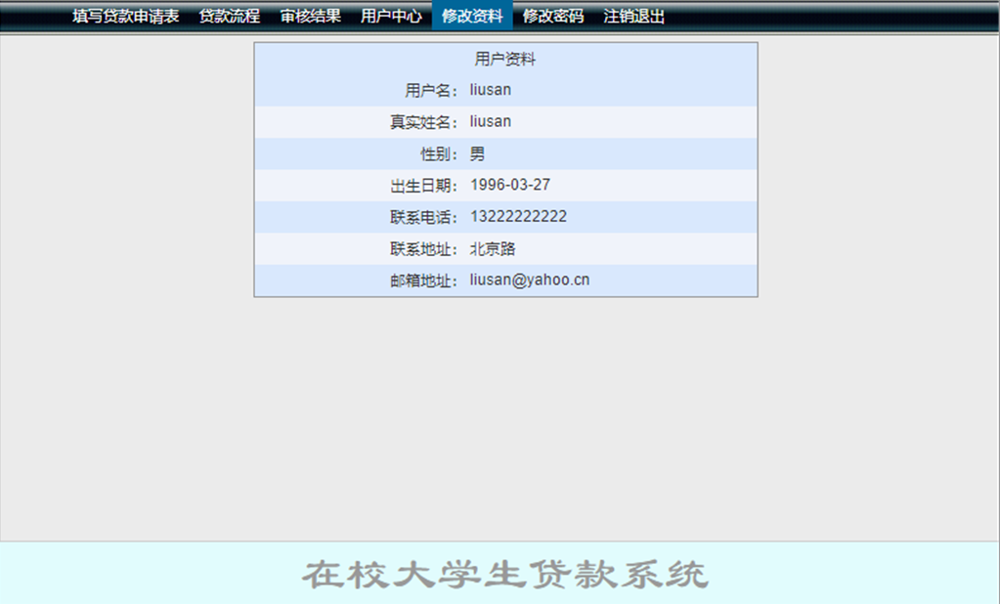 填写贷款申请表 贷款流程 审核结果 用户中心 修改资料 修改密码 注销退出
用户资料
用户名： liusan
真实姓名： liusan
性别： 男
出生日期： 1996-03-27
联系电话： 13222222222
联系地址： 北京路
邮箱地址： liusan@yahoo.cn
在校大学生贷款系统